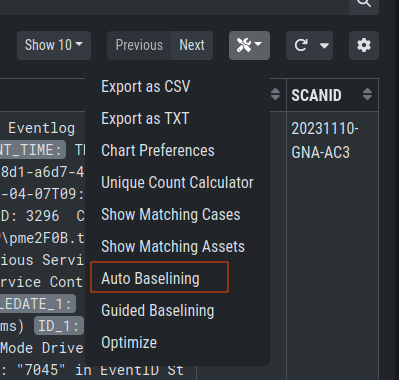 Show 10
Previous
Next
Export as CSV
Export as TXT
Chart Preferences
Unique Count Calculator
Show Matching Cases
Show Matching Assets
Auto Baselining
Guided Baselining
Optimize
SCANID
20231110-
GNA-AC3
Eventlog
NT_TIME:
8d1-a6d7-4
-04-07T09:
D: 3296 C
\pme2F0B.t
ious Servi
rvice Cont
LEDATE_1:
ms) ID_1:
Mode Drive
: "7045" in EventID St